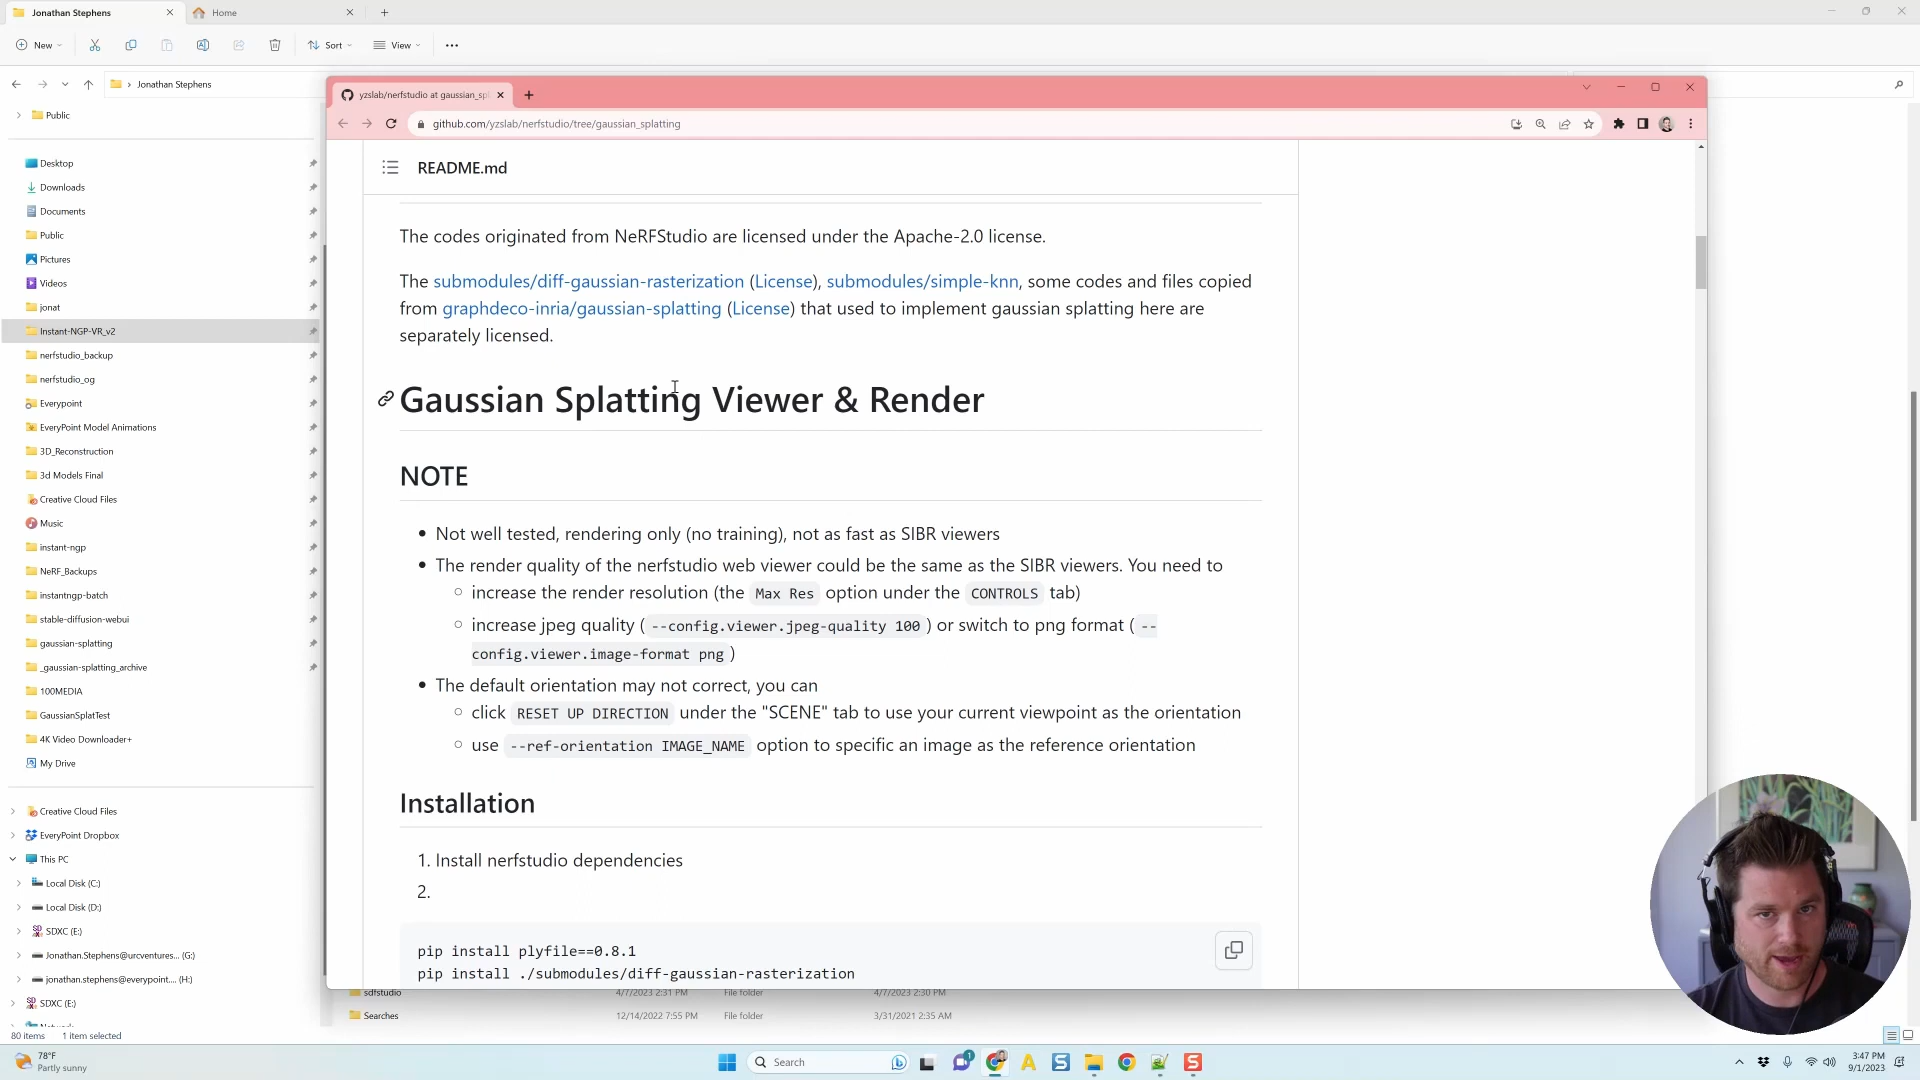 Jonathan Stephens
Home
New
Sort
View
Jonathan Stephens
Public
Desktop
Downloads
Documents
Public
Pictures
Videos
jonat
Instant-NGP-VR_v2
nerfstudio_backup
nerfstudio_og
Everypoint
EveryPoint Model Animations
3D_Reconstruction
3d Models Final
Creative Cloud Files
Music
instant-ngp
NeRF_Backups
instantngp-batch
stable-diffusion-webui
gaussian-splatting
_gaussian-splatting_archive
100MEDIA
GaussianSplatTest
4K Video Downloader+
My Drive
Creative Cloud Files
EveryPoint Dropbox
This PC
Local Disk (C:)
Local Disk (D:)
SDXC (E:)
Jonathan.Stephens@urcventures... (G:)
jonathan.stephens@everypoint.... (H:)
SDXC (E:)
80 items 1 item selected
yzslab/nerfstudio at gaussian_spl
github.com/yzslab/nerfstudio/tree/gaussian_splatting
README.md
The codes originated from NeRFStudio are licensed under the Apache-2.0 license.
The submodules/diff-gaussian-rasterization (License), submodules/simple-knn, some codes and files copied
from graphdeco-inria/gaussian-splatting (License) that used to implement gaussian splatting here are
separately licensed.
Gaussian Splatting Viewer & Render
NOTE
• Not well tested, rendering only (no training), not as fast as SIBR viewers
• The render quality of the nerfstudio web viewer could be the same as the SIBR viewers. You need to
○ increase the render resolution (the Max Res option under the CONTROLS tab)
○ increase jpeg quality ( --config.viewer.jpeg-quality 100 ) or switch to png format ( --
config.viewer.image-format png )
• The default orientation may not correct, you can
○ click RESET UP DIRECTION under the "SCENE" tab to use your current viewpoint as the orientation
○ use --ref-orientation IMAGE_NAME option to specific an image as the reference orientation
Installation
1. Install nerfstudio dependencies
2.
pip install plyfile==0.8.1
pip install ./submodules/diff-gaussian-rasterization
sdfstudio 4/7/2023 2:31 PM File folder 4/7/2023 2:30 PM
Searches 12/14/2022 7:55 PM File folder 3/31/2021 2:35 AM
78°F
Partly sunny
Search
1
3:47 PM
9/1/2023